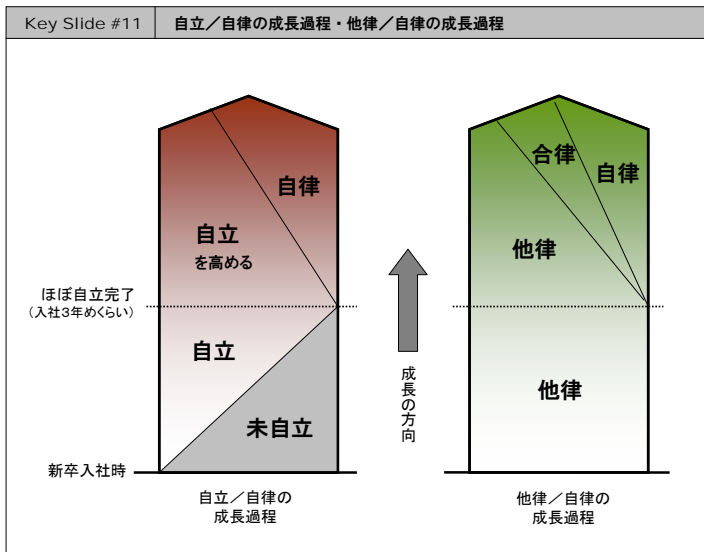 Key Slide #11
自立／自律の成長過程・他律／自律の成長過程
自律
自立
を高める
ほぼ自立完了
（入社3年めくらい）
自立
未自立
新卒入社時
自立／自律の
成長過程
成長の方向
合律
自律
他律
他律
他律／自律の
成長過程